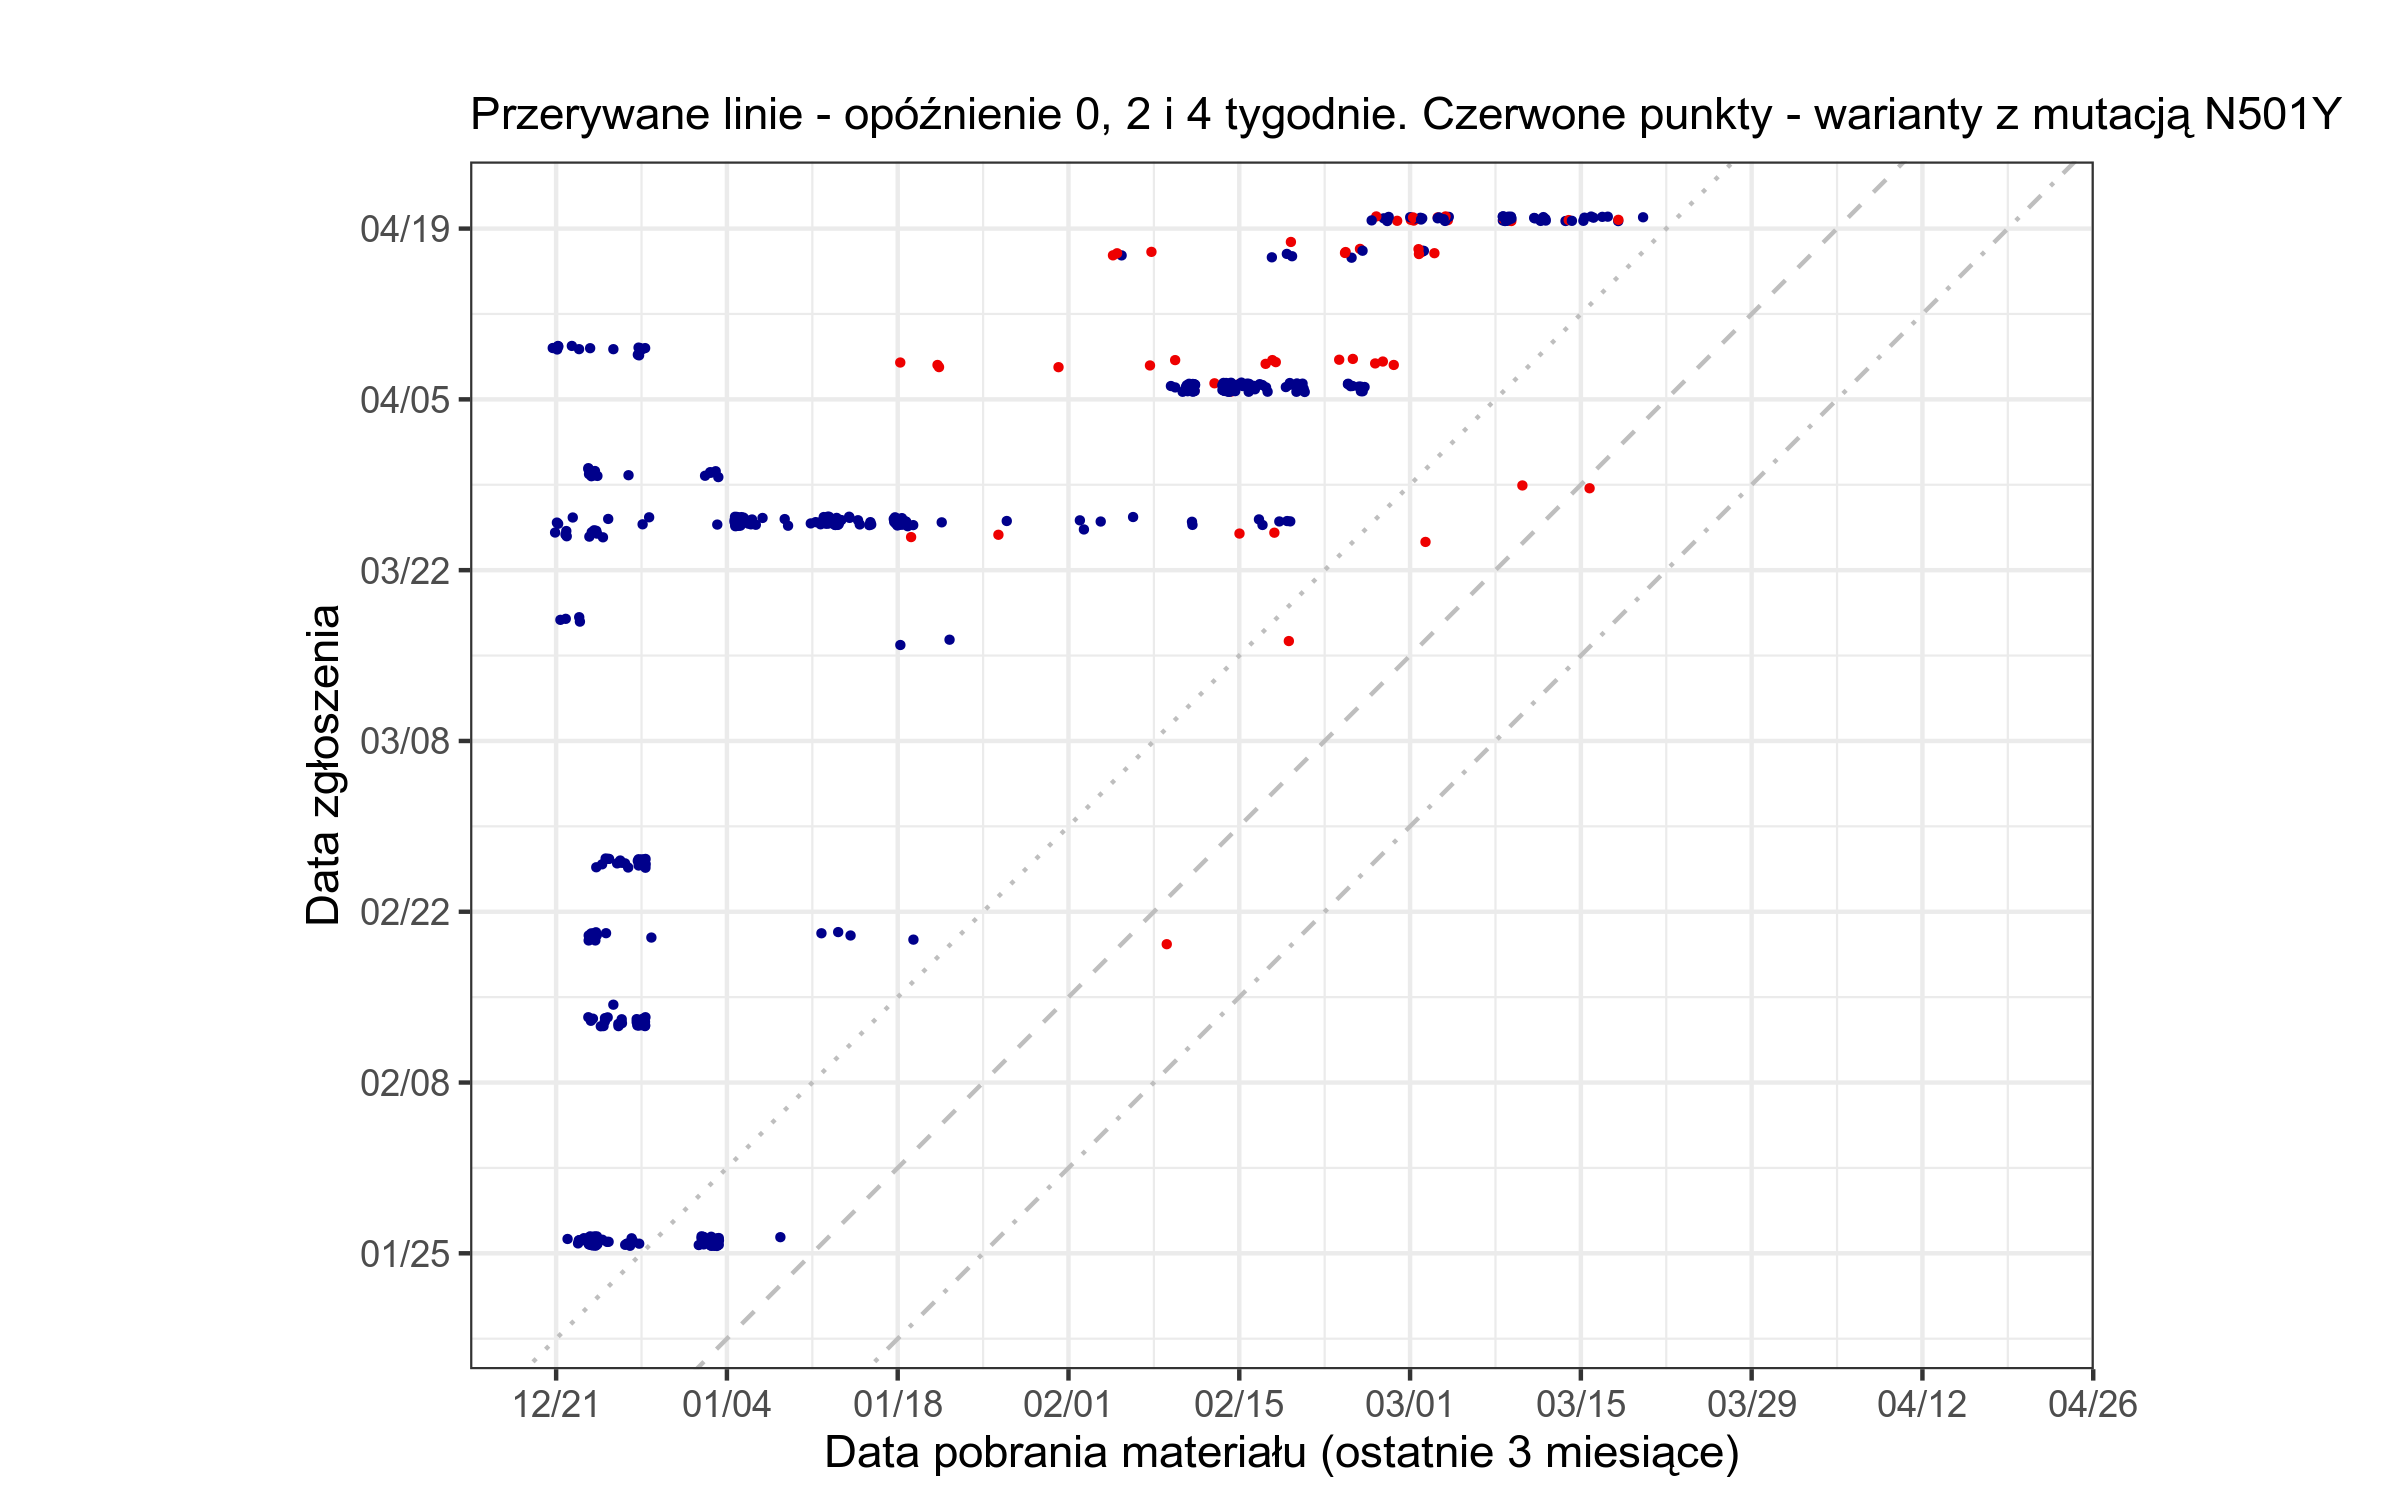 Przerywane linie - opóźnienie 0, 2 i 4 tygodnie. Czerwone punkty - warianty z mutacją N501Y
Data zgłoszenia
04/19
04/05
03/22
03/08
02/22
02/08
01/25
12/21 01/04 01/18 02/01 02/15 03/01 03/15 03/29 04/12 04/26
Data pobrania materiału (ostatnie 3 miesiące)